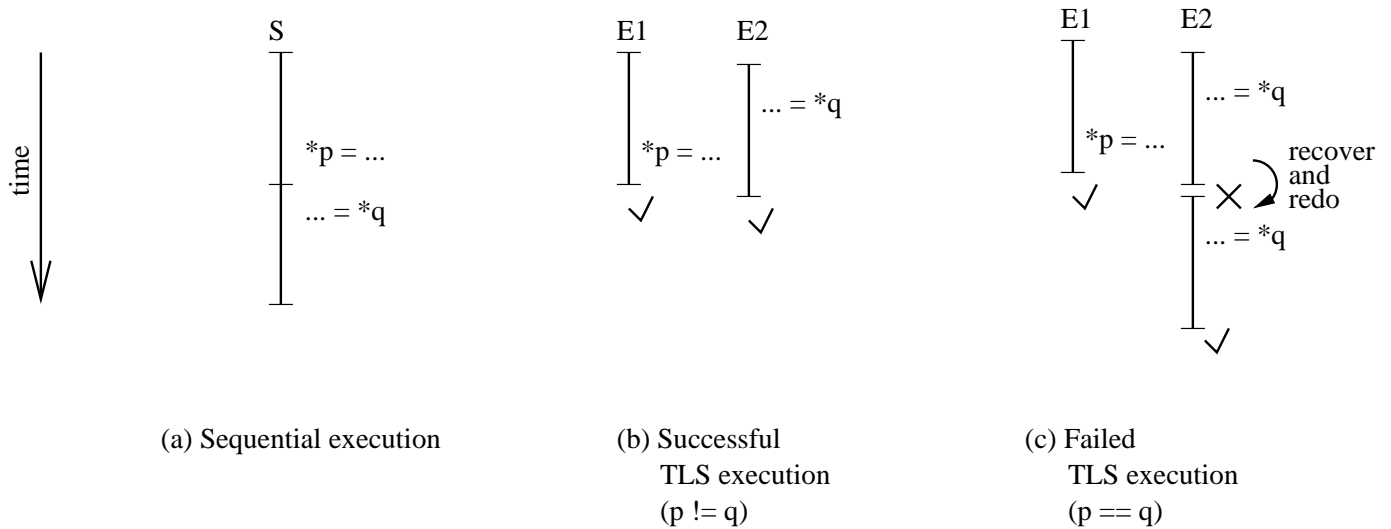 time
S
*p = ...
... = *q
(a) Sequential execution
E1
E2
... = *q
*p = ...
(b) Successful
TLS execution
(p != q)
E1
E2
... = *q
*p = ...
recover
and
redo
... = *q
(c) Failed
TLS execution
(p == q)